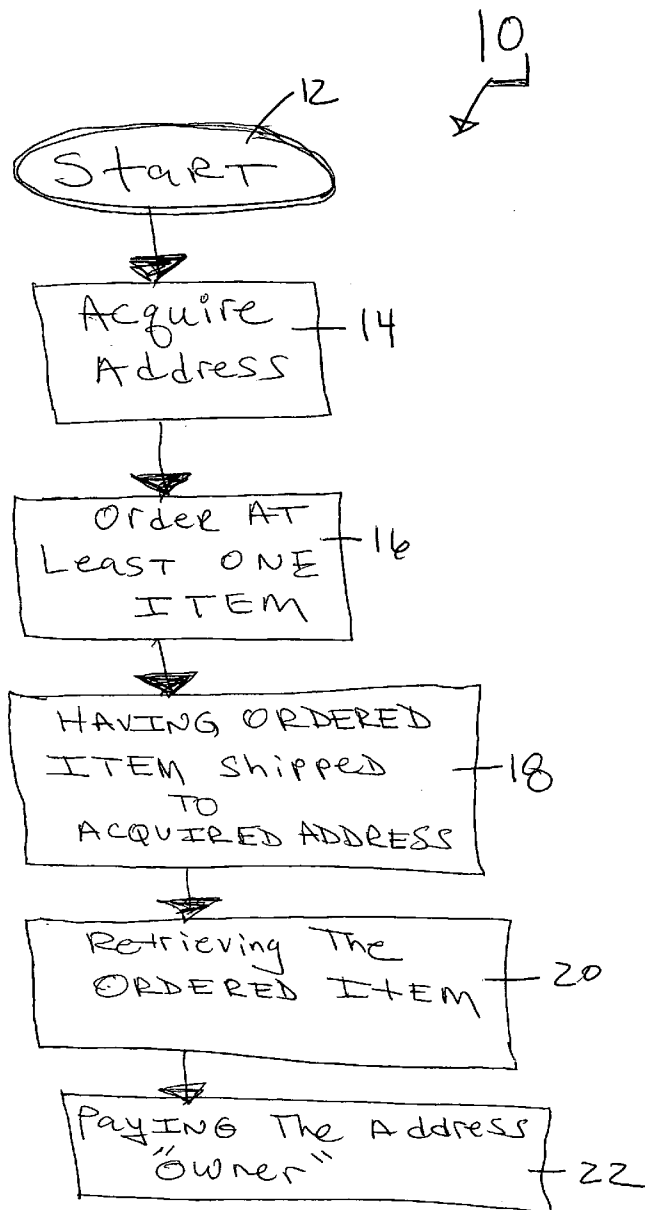 10
12
Start
Acquire
Address
14
Order AT
Least ONE
ITEM
16
HAVING ORDERED
ITEM Shipped
TO
ACQUIRED ADDRESS
18
Retrieving The
ORDERED ITEM
20
PayING The Address
"Owner"
22